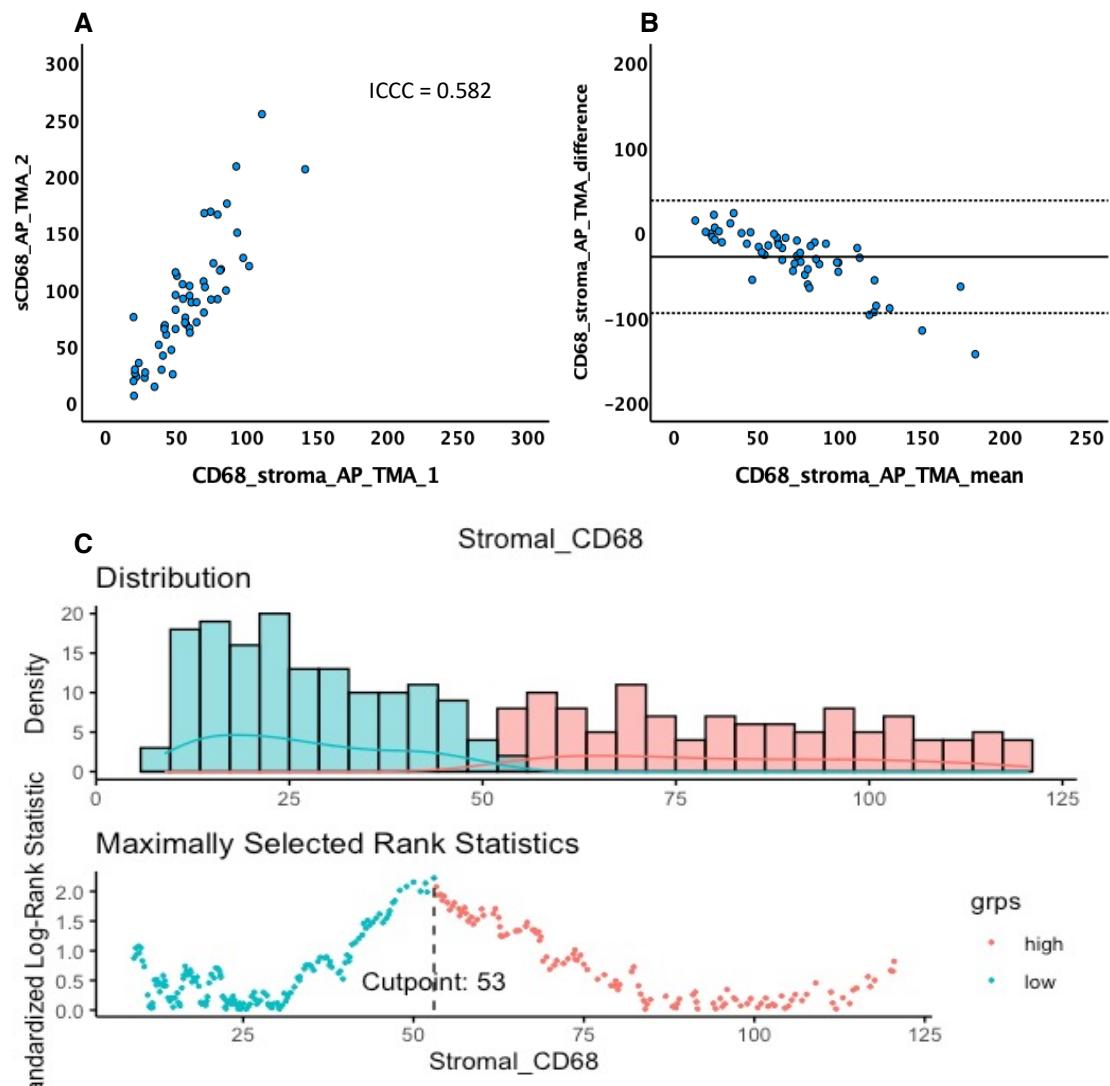 A
300
250
200
150
100
50
0
sCD68_AP_TMA_2
ICCC = 0.582
0 50 100 150 200 250 300
CD68_stroma_AP_TMA_1
B
200
100
0
-100
-200
CD68_stroma_AP_TMA_difference
0 50 100 150 200 250
CD68_stroma_AP_TMA_mean
C
Stromal_CD68
Distribution
20
15
10
5
0
Density
0 25 50 75 100 125
Maximally Selected Rank Statistics
2.0
1.5
1.0
0.5
0.0
andardized Log-Rank Statistic
Cutpoint: 53
25 50 75 100 125
Stromal_CD68
grps
high
low